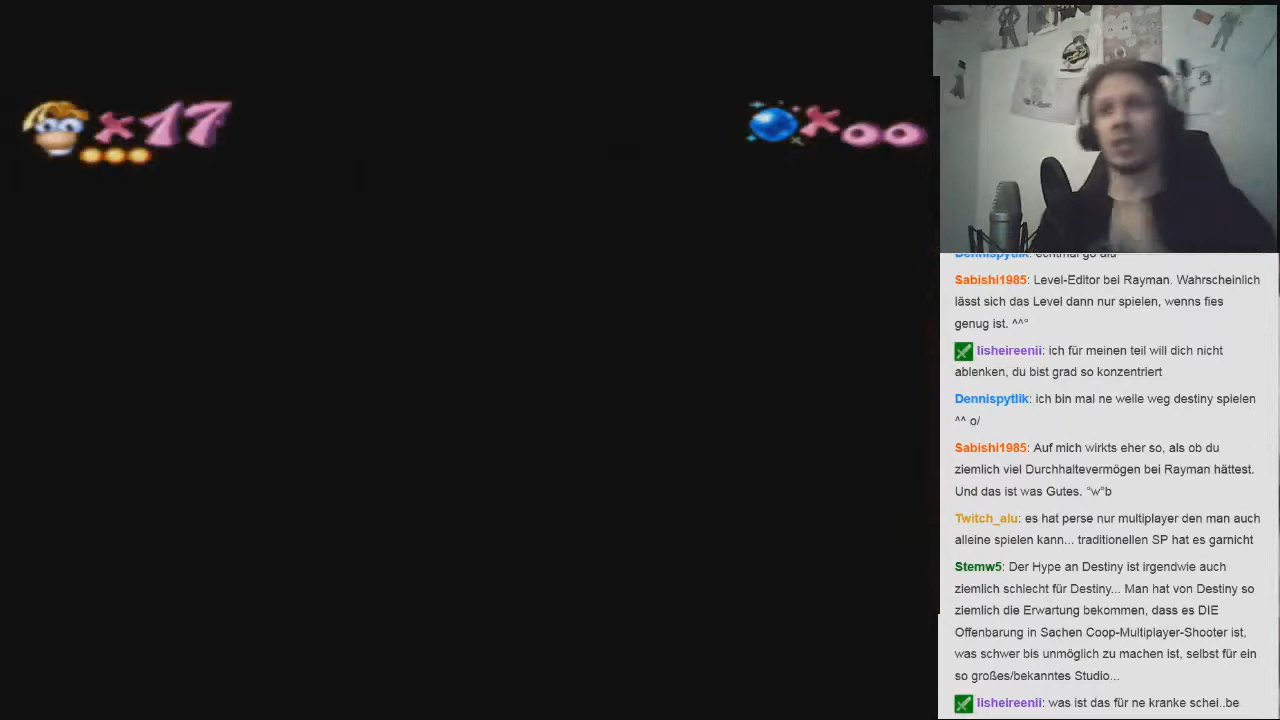 ×17
×00
Dennispytlik: echtmal go alu
Sabishi1985: Level-Editor bei Rayman. Wahrscheinlich
lässt sich das Level dann nur spielen, wenns fies
genug ist. ^^°
lisheireenii: ich für meinen teil will dich nicht
ablenken, du bist grad so konzentriert
Dennispytlik: ich bin mal ne weile weg destiny spielen
^^ o/
Sabishi1985: Auf mich wirkts eher so, als ob du
ziemlich viel Durchhaltevermögen bei Rayman hättest.
Und das ist was Gutes. °w°b
Twitch_alu: es hat perse nur multiplayer den man auch
alleine spielen kann... traditionellen SP hat es garnicht
Stemw5: Der Hype an Destiny ist irgendwie auch
ziemlich schlecht für Destiny... Man hat von Destiny so
ziemlich die Erwartung bekommen, dass es DIE
Offenbarung in Sachen Coop-Multiplayer-Shooter ist,
was schwer bis unmöglich zu machen ist, selbst für ein
so großes/bekanntes Studio...
lisheireenii: was ist das für ne kranke schei..be